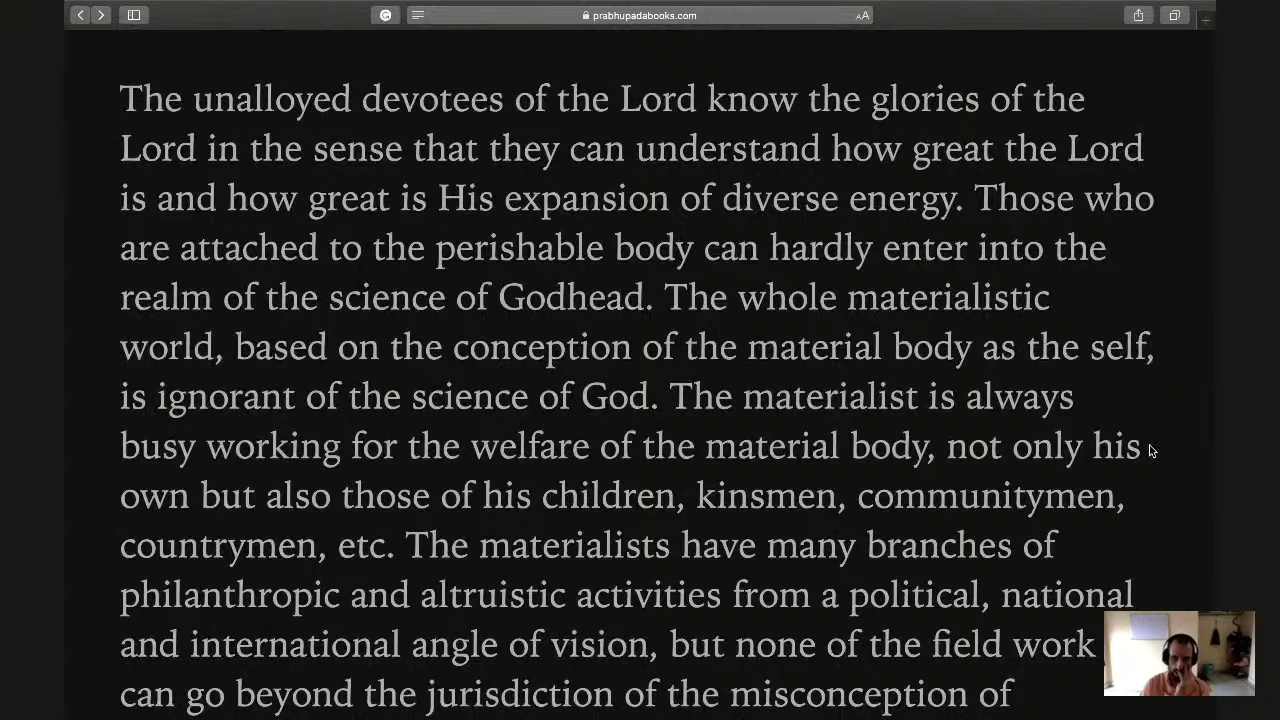 prabhupadabooks.com
AA
The unalloyed devotees of the Lord know the glories of the
Lord in the sense that they can understand how great the Lord
is and how great is His expansion of diverse energy. Those who
are attached to the perishable body can hardly enter into the
realm of the science of Godhead. The whole materialistic
world, based on the conception of the material body as the self,
is ignorant of the science of God. The materialist is always
busy working for the welfare of the material body, not only his
own but also those of his children, kinsmen, communitymen,
countrymen, etc. The materialists have many branches of
philanthropic and altruistic activities from a political, national
and international angle of vision, but none of the field work
can go beyond the jurisdiction of the misconception of